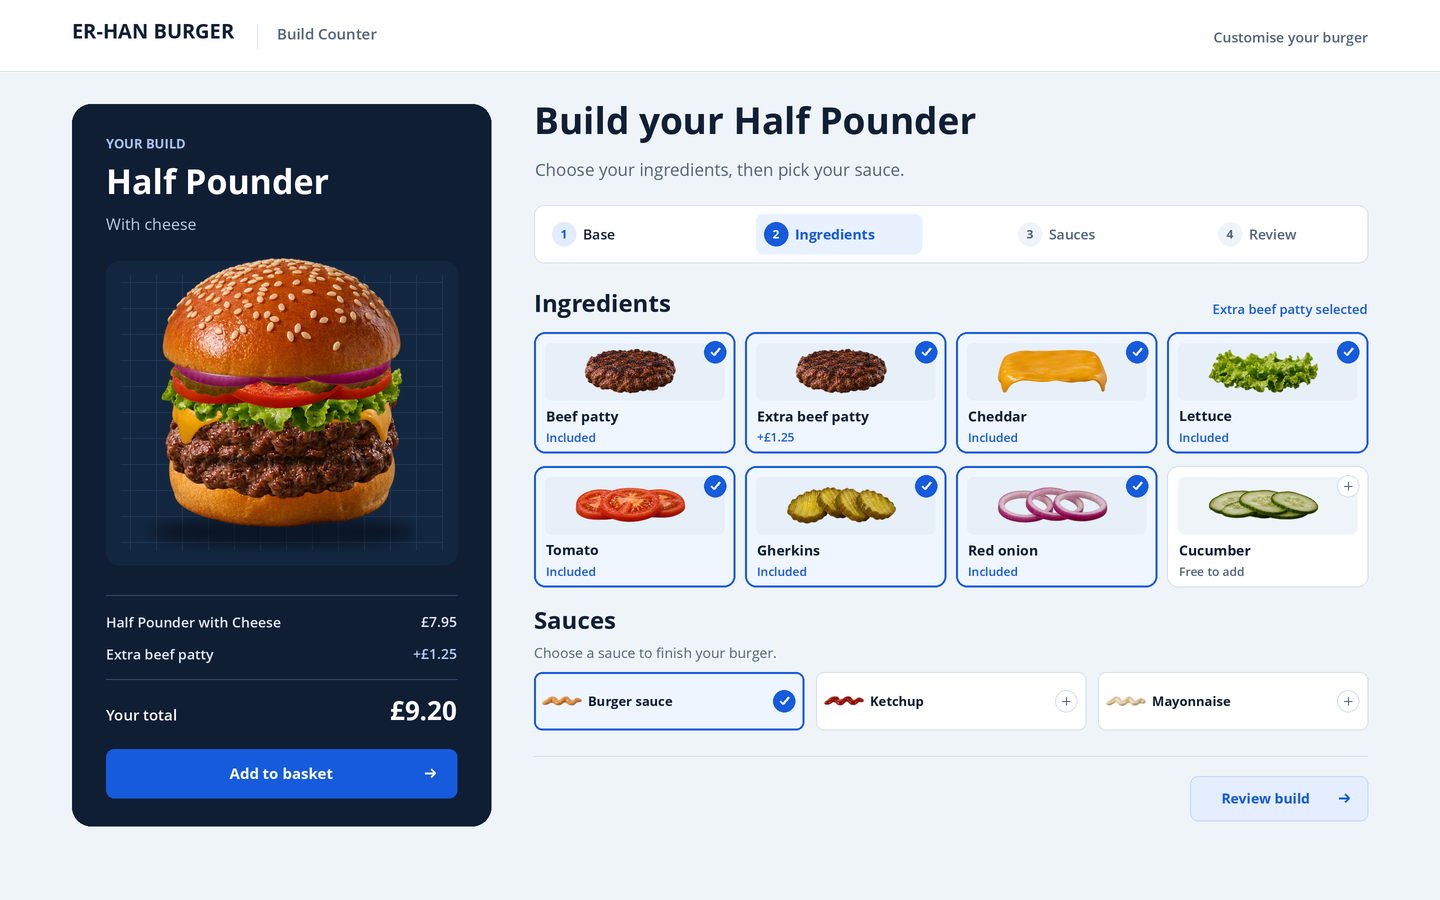 ER-HAN BURGER
Build Counter
Customise your burger
YOUR BUILD
Half Pounder
With cheese
Half Pounder with Cheese £7.95
Extra beef patty +£1.25
Your total £9.20
Add to basket →
Build your Half Pounder
Choose your ingredients, then pick your sauce.
1 Base
2 Ingredients
3 Sauces
4 Review
Ingredients
Extra beef patty selected
Beef patty
Included
Extra beef patty
+£1.25
Cheddar
Included
Lettuce
Included
Tomato
Included
Gherkins
Included
Red onion
Included
Cucumber
Free to add
Sauces
Choose a sauce to finish your burger.
Burger sauce
Ketchup
Mayonnaise
Review build →